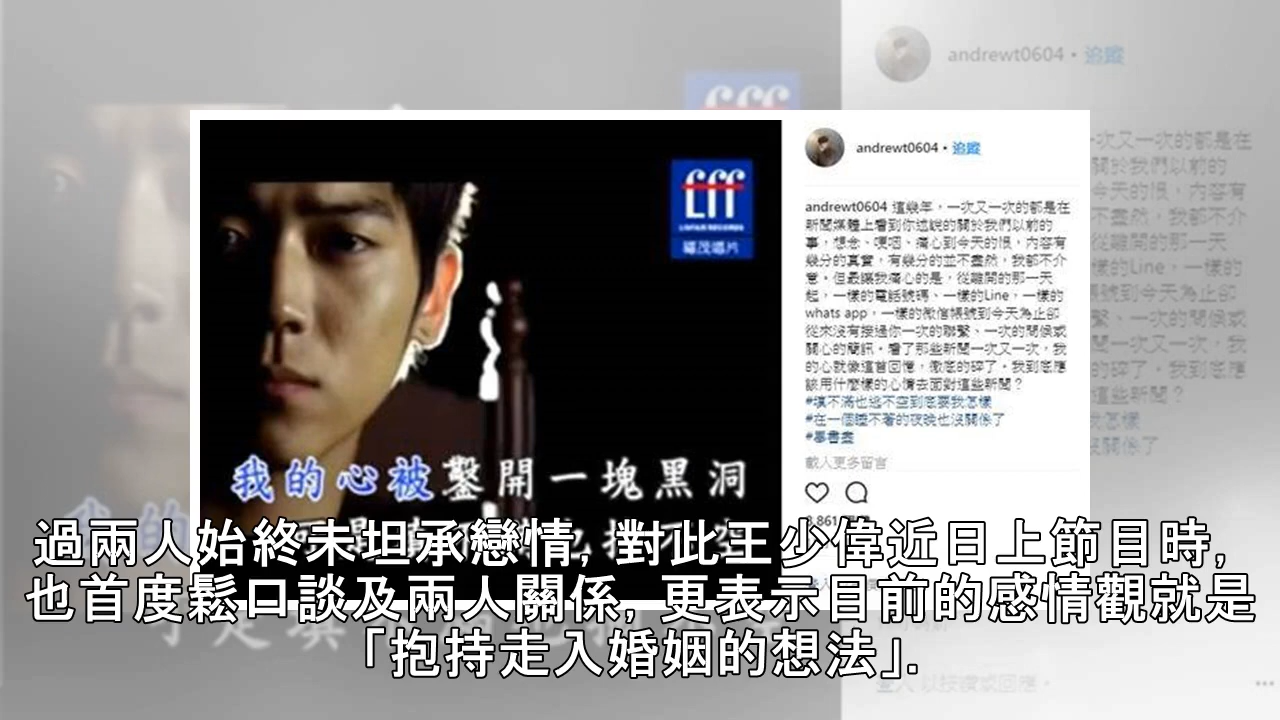 andrewt0604・追蹤
LFF
LINFAIR RECORDS
福茂唱片
andrewt0604・追蹤
andrewt0604 這幾年，一次又一次的都是在
新聞媒體上看到你述說的關於我們以前的
事，想念、哽咽、痛心到今天的恨，內容有
幾分的真實，有幾分的並不盡然，我都不介
意。但最讓我痛心的是，從離開的那一天
起，一樣的電話號碼、一樣的Line，一樣的
whats app，一樣的微信帳號到今天為止卻
從來沒有接過你一次的聯繫、一次的問候或
關心的簡訊。看了那些新聞一次又一次，我
的心就像這首回憶，徹底的碎了。我到底應
該用什麼樣的心情去面對這些新聞？
#填不滿也逃不空到底要我怎樣
#在一個睡不著的夜晚也沒關係了
#罄書盡
載入更多留言
我的心被鑿開一塊黑洞
過兩人始終未坦承戀情, 對此王少偉近日上節目時,
也首度鬆口談及兩人關係, 更表示目前的感情觀就是
「抱持走入婚姻的想法」.